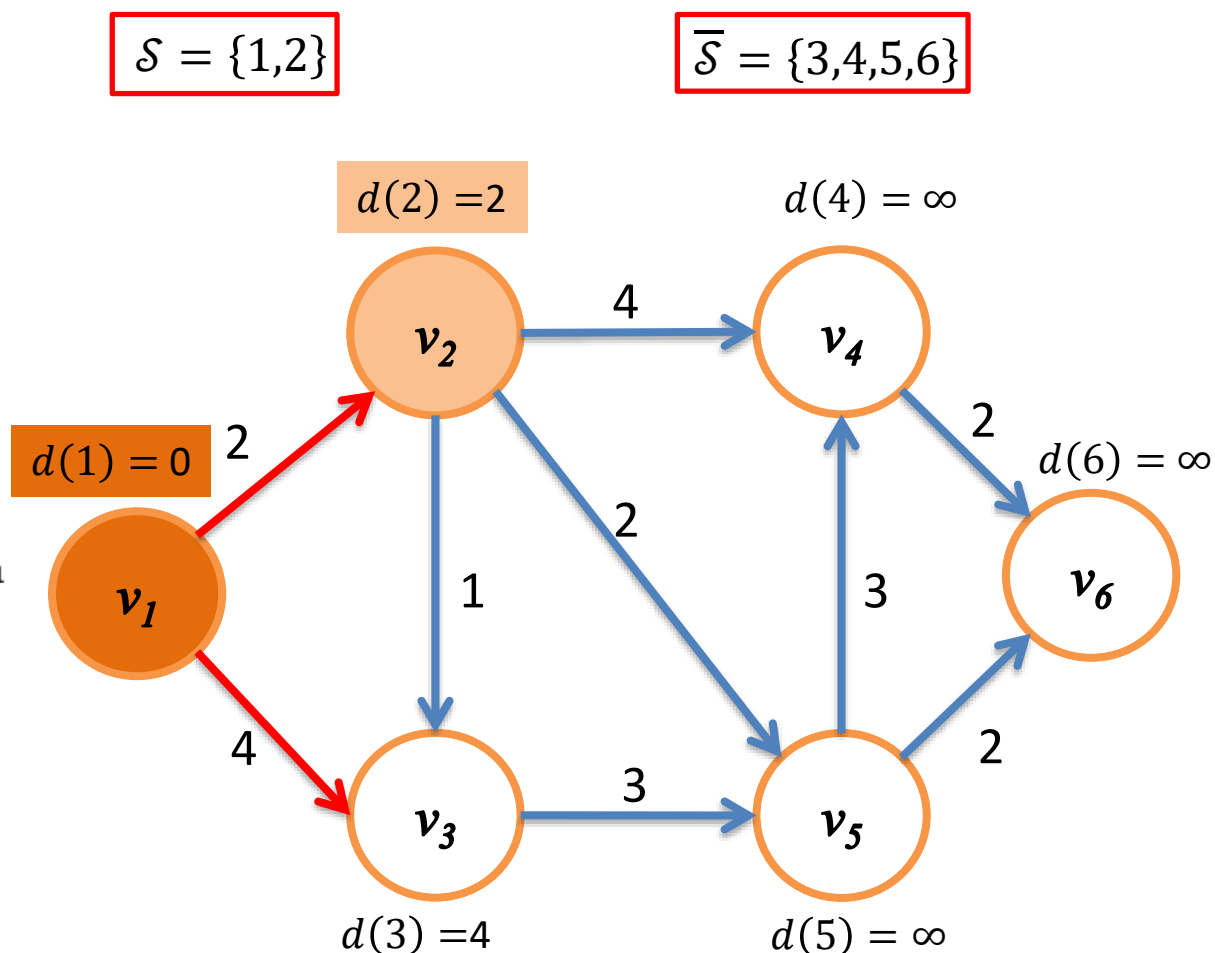 𝒮 = {1,2}
𝒮̅ = {3,4,5,6}
d(2) =2
d(4) = ∞
4
v₂
v₄
2
d(1) = 0
2
d(6) = ∞
2
1
3
v₁
v₆
4
3
2
v₃
v₅
d(3) =4
d(5) = ∞